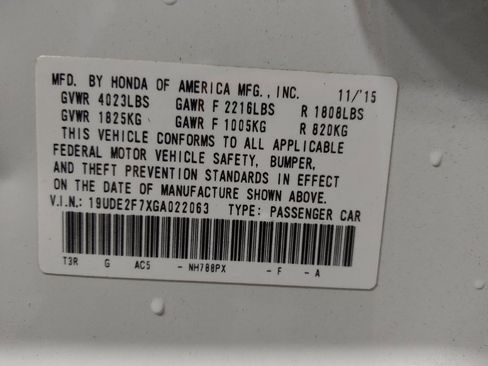 MFD. BY HONDA OF AMERICA MFG., INC. 11/'15
GVWR 4023LBS GAWR F 2216LBS R 1808LBS
GVWR 1825KG GAWR F 1005KG R 820KG
THIS VEHICLE CONFORMS TO ALL APPLICABLE
FEDERAL MOTOR VEHICLE SAFETY, BUMPER,
AND THEFT PREVENTION STANDARDS IN EFFECT
ON THE DATE OF MANUFACTURE SHOWN ABOVE.
V.I.N.: 19UDE2F7XGA022063 TYPE: PASSENGER CAR
T3R G AC5 - NH788PX - F - A